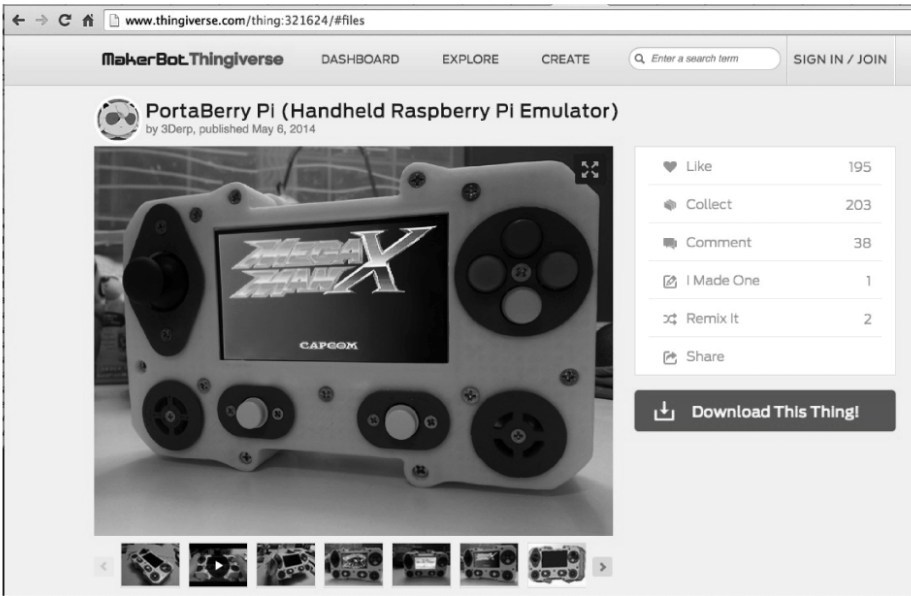 www.thingiverse.com/thing:321624/#files
MakerBot Thingiverse DASHBOARD EXPLORE CREATE Enter a search term SIGN IN / JOIN
PortaBerry Pi (Handheld Raspberry Pi Emulator)
by 3Derp, published May 6, 2014
MEGA
MAN X
CAPCOM
Like 195
Collect 203
Comment 38
I Made One 1
Remix It 2
Share
Download This Thing!